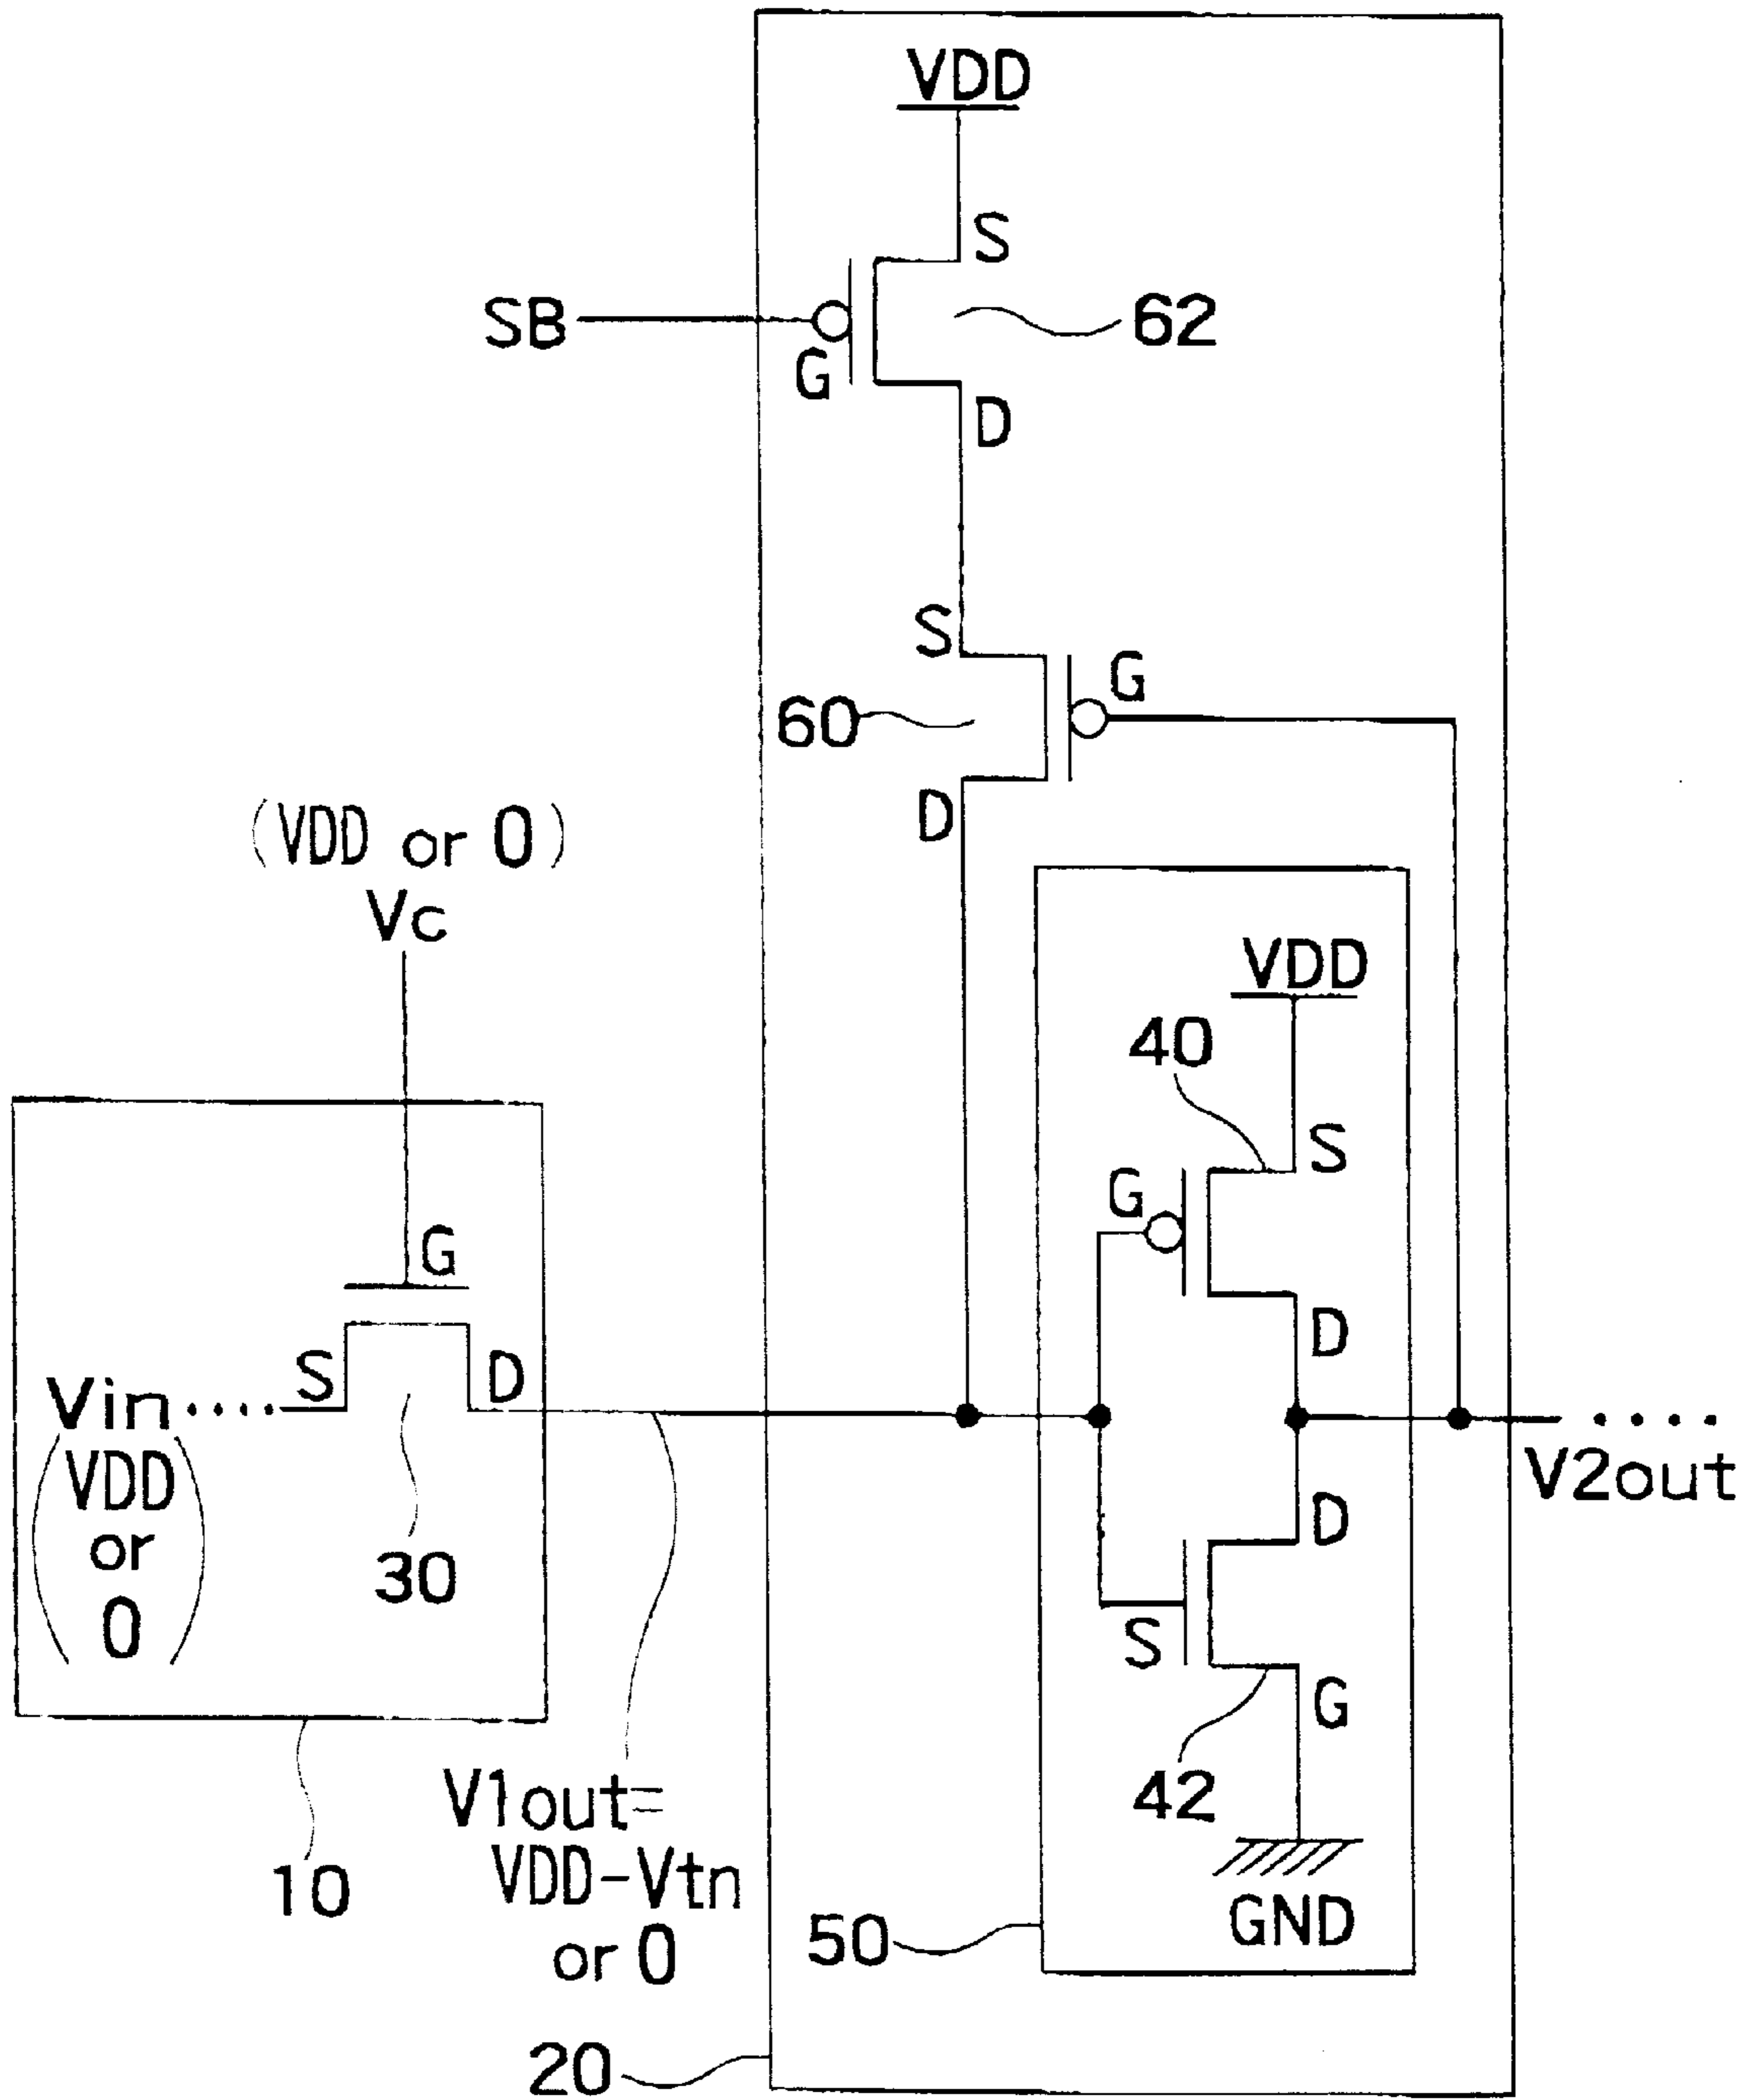 VDD
S
SB
62
G
D
S
G
60
D
(VDD or 0)
Vc
VDD
40
S
G
G
D
S
D
Vin
V2out
(VDD
or
0)
D
30
S
G
42
V1out=
VDD-Vtn
or 0
10
GND
50
20